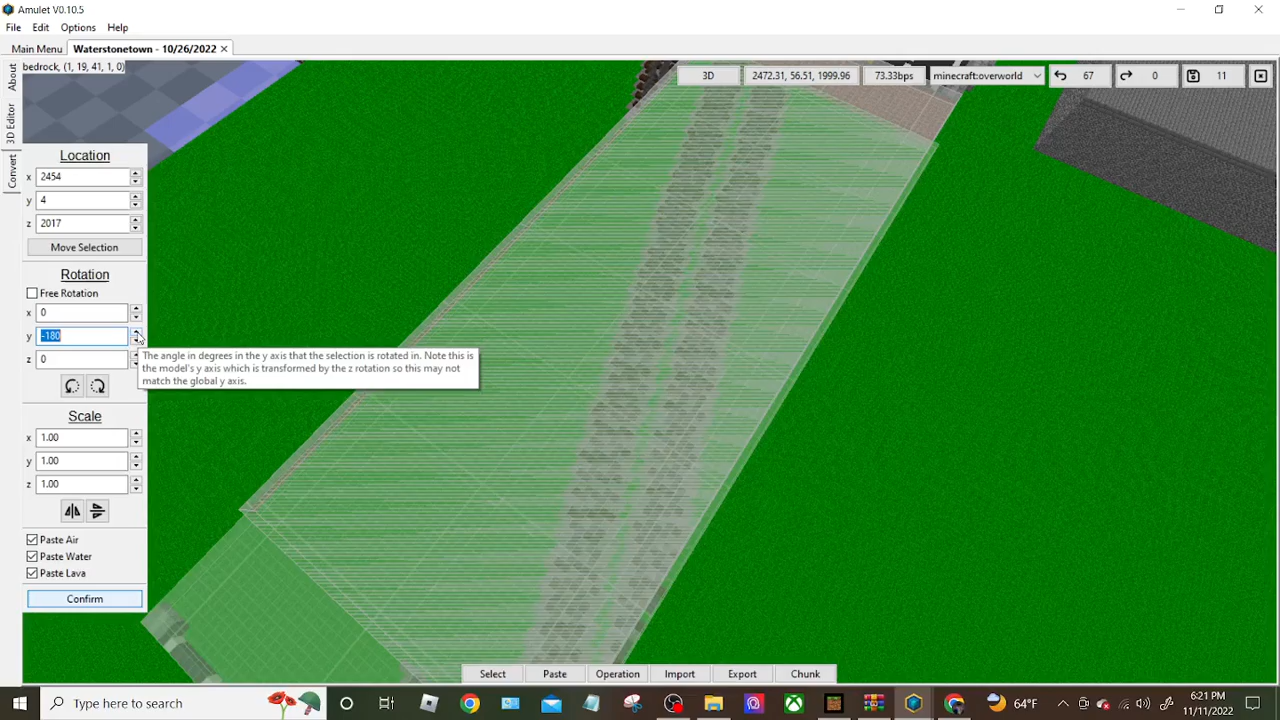 Amulet V0.10.5
File Edit Options Help
Main Menu Waterstonetown - 10/26/2022
bedrock, (1, 19, 41, 1, 0)
3D 2472.31, 56.51, 1999.96 73.33bps minecraft:overworld 67 0 11
About
3D Editor
Convert
Location
x 2454
y 4
z 2017
Move Selection
Rotation
Free Rotation
x 0
y -180
z 0
The angle in degrees in the y axis that the selection is rotated in. Note this is
the model's y axis which is transformed by the z rotation so this may not
match the global y axis.
Scale
x 1.00
y 1.00
z 1.00
Paste Air
Paste Water
Paste Lava
Confirm
Select Paste Operation Import Export Chunk
Type here to search
64°F
6:21 PM
11/11/2022